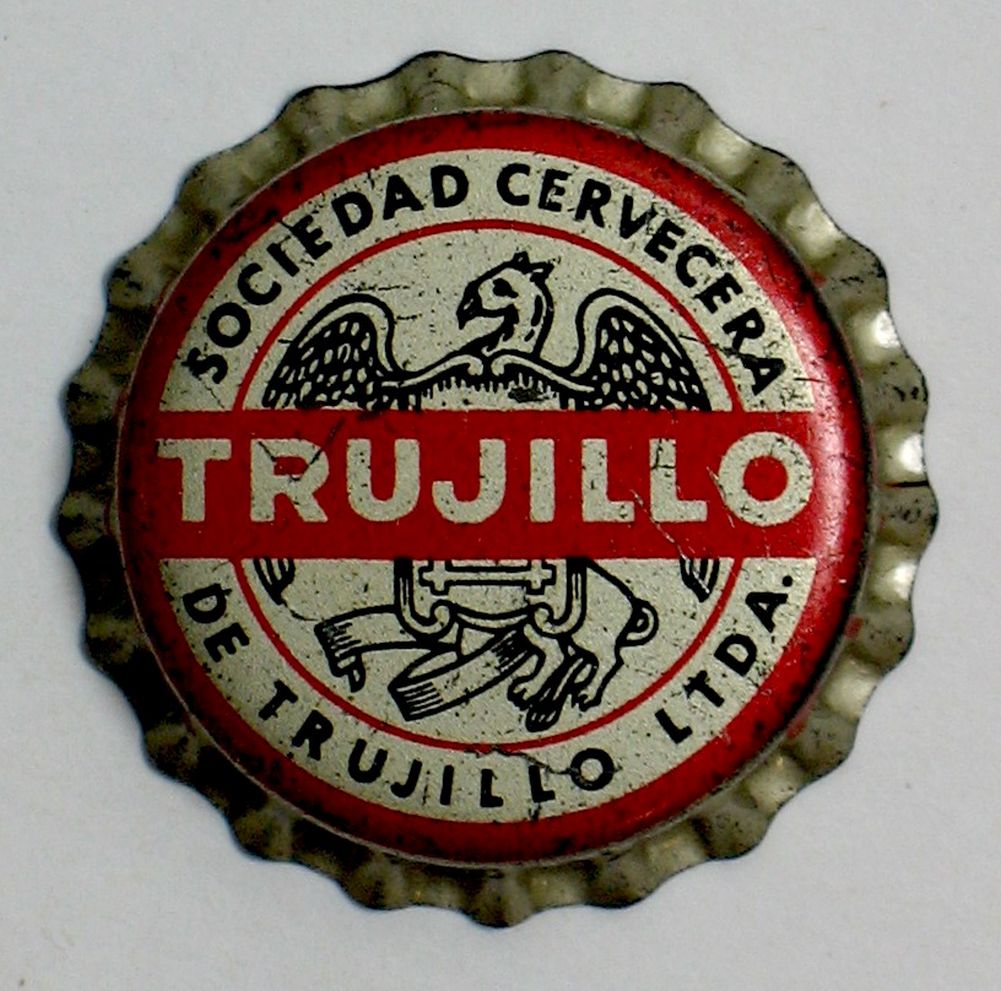 SOCIEDAD CERVECERA
TRUJILLO
DE TRUJILLO LTDA.